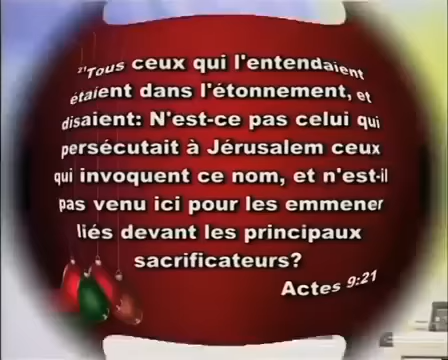 ²¹Tous ceux qui l'entendaient
étaient dans l'étonnement, et
disaient: N'est-ce pas celui qui
persécutait à Jérusalem ceux
qui invoquent ce nom, et n'est-il
pas venu ici pour les emmener
liés devant les principaux
sacrificateurs?
Actes 9:21